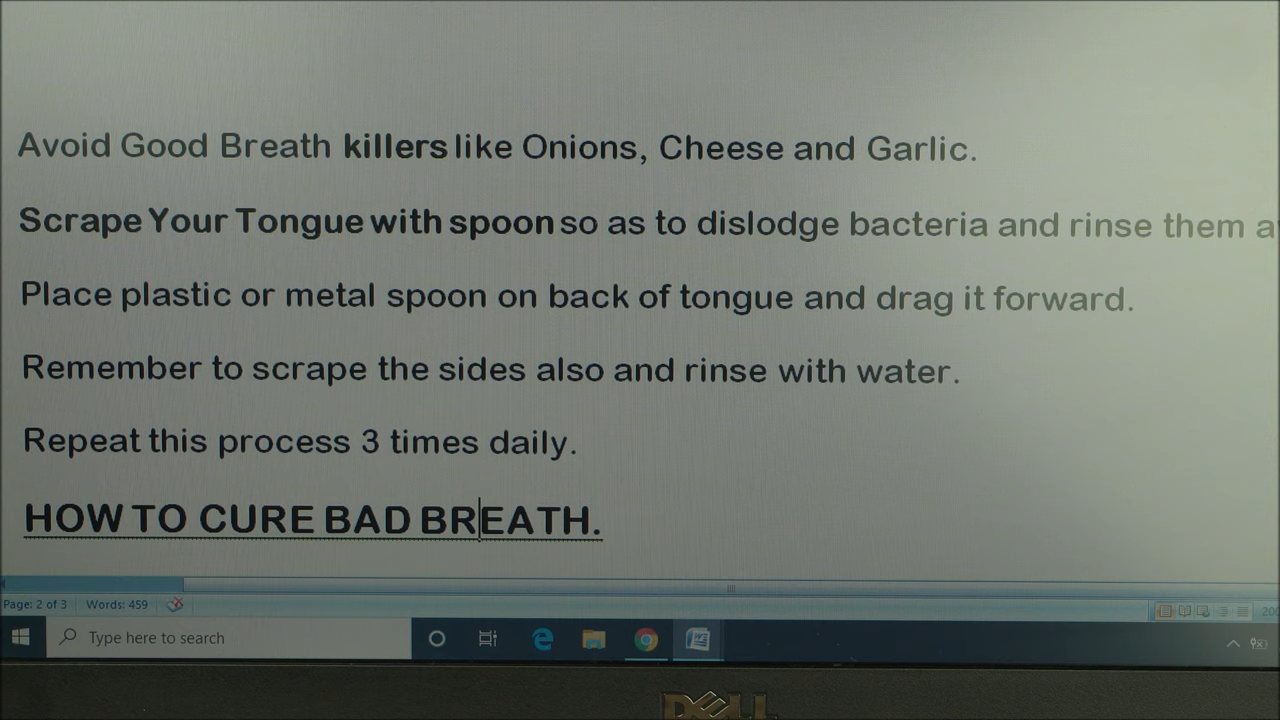 Avoid Good Breath killers like Onions, Cheese and Garlic.
Scrape Your Tongue with spoon so as to dislodge bacteria and rinse them
Place plastic or metal spoon on back of tongue and drag it forward.
Remember to scrape the sides also and rinse with water.
Repeat this process 3 times daily.
HOW TO CURE BAD BREATH.
Page: 2 of 3 Words: 459
Type here to search
DELL